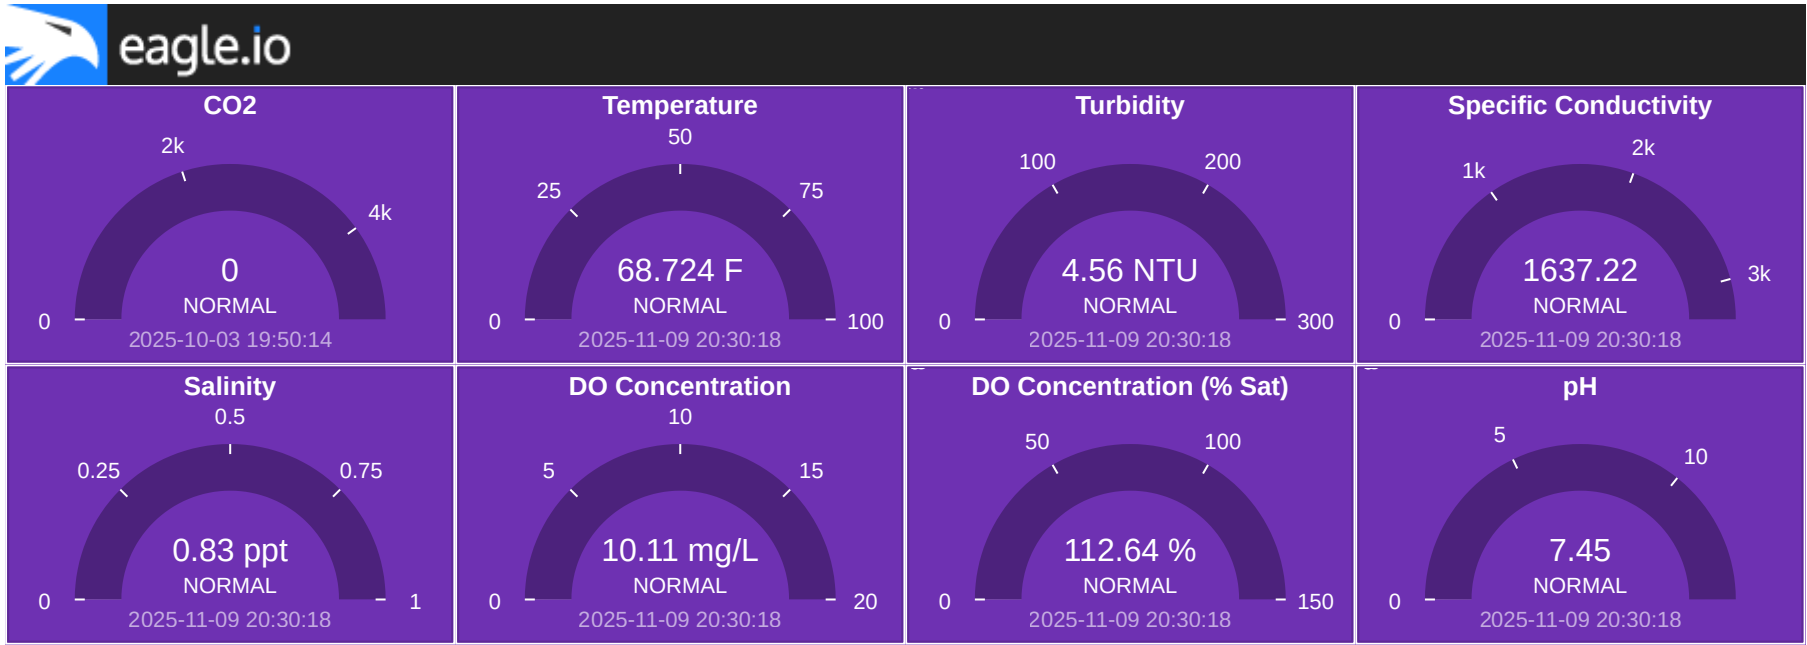 eagle.io
CO2
2k
4k
0
0
NORMAL
2025-10-03 19:50:14
Temperature
50
25
75
68.724 F
NORMAL
0
100
2025-11-09 20:30:18
Turbidity
100
200
4.56 NTU
NORMAL
0
300
2025-11-09 20:30:18
Specific Conductivity
2k
1k
3k
1637.22
NORMAL
0
2025-11-09 20:30:18
Salinity
0.5
0.25
0.75
0.83 ppt
NORMAL
0
1
2025-11-09 20:30:18
DO Concentration
10
5
15
10.11 mg/L
NORMAL
0
20
2025-11-09 20:30:18
DO Concentration (% Sat)
50
100
112.64 %
NORMAL
0
150
2025-11-09 20:30:18
pH
5
10
7.45
NORMAL
0
2025-11-09 20:30:18